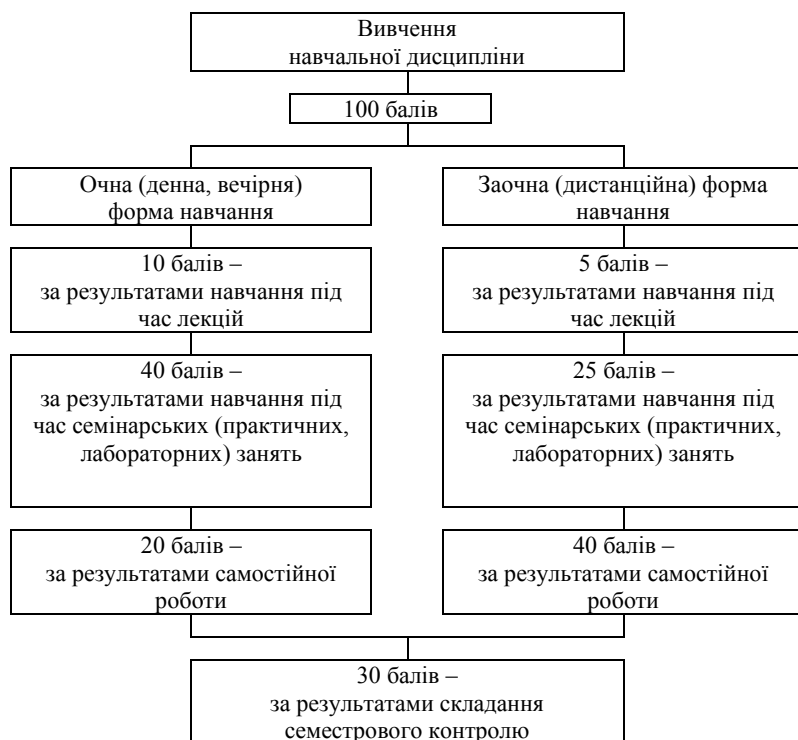 Вивчення
навчальної дисципліни
100 балів
Очна (денна, вечірня)
форма навчання
Заочна (дистанційна) форма
навчання
10 балів –
за результатами навчання під
час лекцій
5 балів –
за результатами навчання під
час лекцій
40 балів –
за результатами навчання під
час семінарських (практичних,
лабораторних) занять
25 балів –
за результатами навчання під
час семінарських (практичних,
лабораторних) занять
20 балів –
за результатами самостійної
роботи
40 балів –
за результатами самостійної
роботи
30 балів –
за результатами складання
семестрового контролю